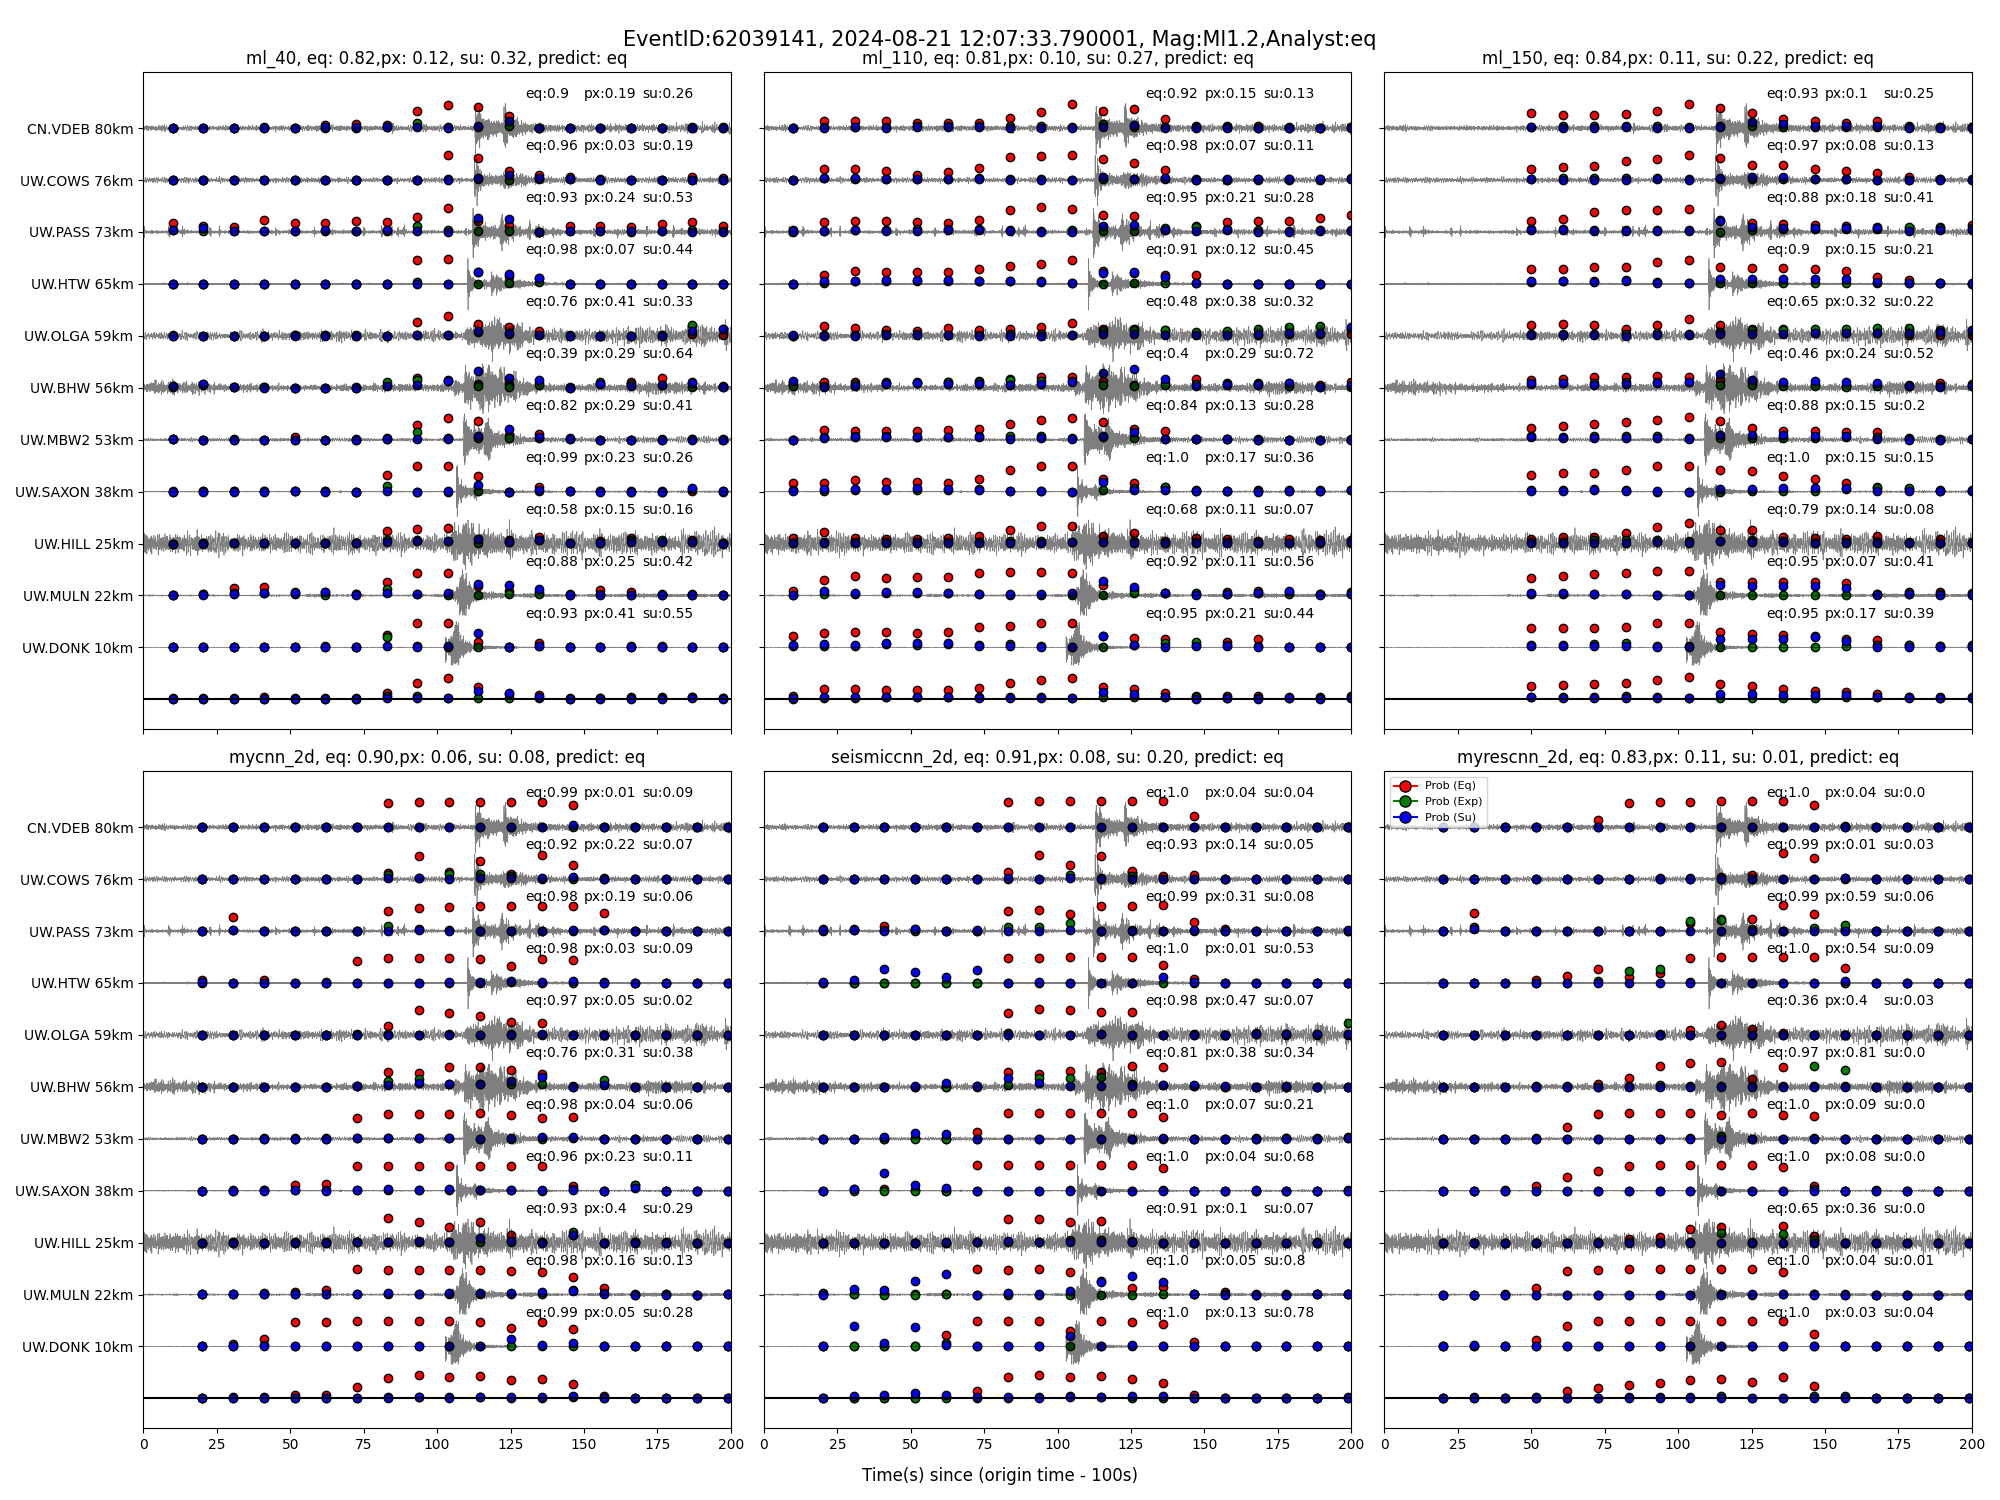 EventID:62039141, 2024-08-21 12:07:33.790001, Mag:Ml1.2,Analyst:eq
ml_40, eq: 0.82,px: 0.12, su: 0.32, predict: eq
CN.VDEB 80km
eq:0.9 px:0.19 su:0.26
UW.COWS 76km
eq:0.96 px:0.03 su:0.19
UW.PASS 73km
eq:0.93 px:0.24 su:0.53
UW.HTW 65km
eq:0.98 px:0.07 su:0.44
UW.OLGA 59km
eq:0.76 px:0.41 su:0.33
UW.BHW 56km
eq:0.39 px:0.29 su:0.64
UW.MBW2 53km
eq:0.82 px:0.29 su:0.41
UW.SAXON 38km
eq:0.99 px:0.23 su:0.26
UW.HILL 25km
eq:0.58 px:0.15 su:0.16
UW.MULN 22km
eq:0.88 px:0.25 su:0.42
UW.DONK 10km
eq:0.93 px:0.41 su:0.55
ml_110, eq: 0.81,px: 0.10, su: 0.27, predict: eq
eq:0.92 px:0.15 su:0.13
eq:0.98 px:0.07 su:0.11
eq:0.95 px:0.21 su:0.28
eq:0.91 px:0.12 su:0.45
eq:0.48 px:0.38 su:0.32
eq:0.4 px:0.29 su:0.72
eq:0.84 px:0.13 su:0.28
eq:1.0 px:0.17 su:0.36
eq:0.68 px:0.11 su:0.07
eq:0.92 px:0.11 su:0.56
eq:0.95 px:0.21 su:0.44
ml_150, eq: 0.84,px: 0.11, su: 0.22, predict: eq
eq:0.93 px:0.1 su:0.25
eq:0.97 px:0.08 su:0.13
eq:0.88 px:0.18 su:0.41
eq:0.9 px:0.15 su:0.21
eq:0.65 px:0.32 su:0.22
eq:0.46 px:0.24 su:0.52
eq:0.88 px:0.15 su:0.2
eq:1.0 px:0.15 su:0.15
eq:0.79 px:0.14 su:0.08
eq:0.95 px:0.07 su:0.41
eq:0.95 px:0.17 su:0.39
mycnn_2d, eq: 0.90,px: 0.06, su: 0.08, predict: eq
CN.VDEB 80km
eq:0.99 px:0.01 su:0.09
UW.COWS 76km
eq:0.92 px:0.22 su:0.07
UW.PASS 73km
eq:0.98 px:0.19 su:0.06
UW.HTW 65km
eq:0.98 px:0.03 su:0.09
UW.OLGA 59km
eq:0.97 px:0.05 su:0.02
UW.BHW 56km
eq:0.76 px:0.31 su:0.38
UW.MBW2 53km
eq:0.98 px:0.04 su:0.06
UW.SAXON 38km
eq:0.96 px:0.23 su:0.11
UW.HILL 25km
eq:0.93 px:0.4 su:0.29
UW.MULN 22km
eq:0.98 px:0.16 su:0.13
UW.DONK 10km
eq:0.99 px:0.05 su:0.28
0 25 50 75 100 125 150 175 200
seismiccnn_2d, eq: 0.91,px: 0.08, su: 0.20, predict: eq
eq:1.0 px:0.04 su:0.04
eq:0.93 px:0.14 su:0.05
eq:0.99 px:0.31 su:0.08
eq:1.0 px:0.01 su:0.53
eq:0.98 px:0.47 su:0.07
eq:0.81 px:0.38 su:0.34
eq:1.0 px:0.07 su:0.21
eq:1.0 px:0.04 su:0.68
eq:0.91 px:0.1 su:0.07
eq:1.0 px:0.05 su:0.8
eq:1.0 px:0.13 su:0.78
0 25 50 75 100 125 150 175 200
myrescnn_2d, eq: 0.83,px: 0.11, su: 0.01, predict: eq
Prob (Eq)
Prob (Exp)
Prob (Su)
eq:1.0 px:0.04 su:0.0
eq:0.99 px:0.01 su:0.03
eq:0.99 px:0.59 su:0.06
eq:1.0 px:0.54 su:0.09
eq:0.36 px:0.4 su:0.03
eq:0.97 px:0.81 su:0.0
eq:1.0 px:0.09 su:0.0
eq:1.0 px:0.08 su:0.0
eq:0.65 px:0.36 su:0.0
eq:1.0 px:0.04 su:0.01
eq:1.0 px:0.03 su:0.04
0 25 50 75 100 125 150 175 200
Time(s) since (origin time - 100s)